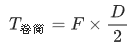 T卷筒 = F × D/2